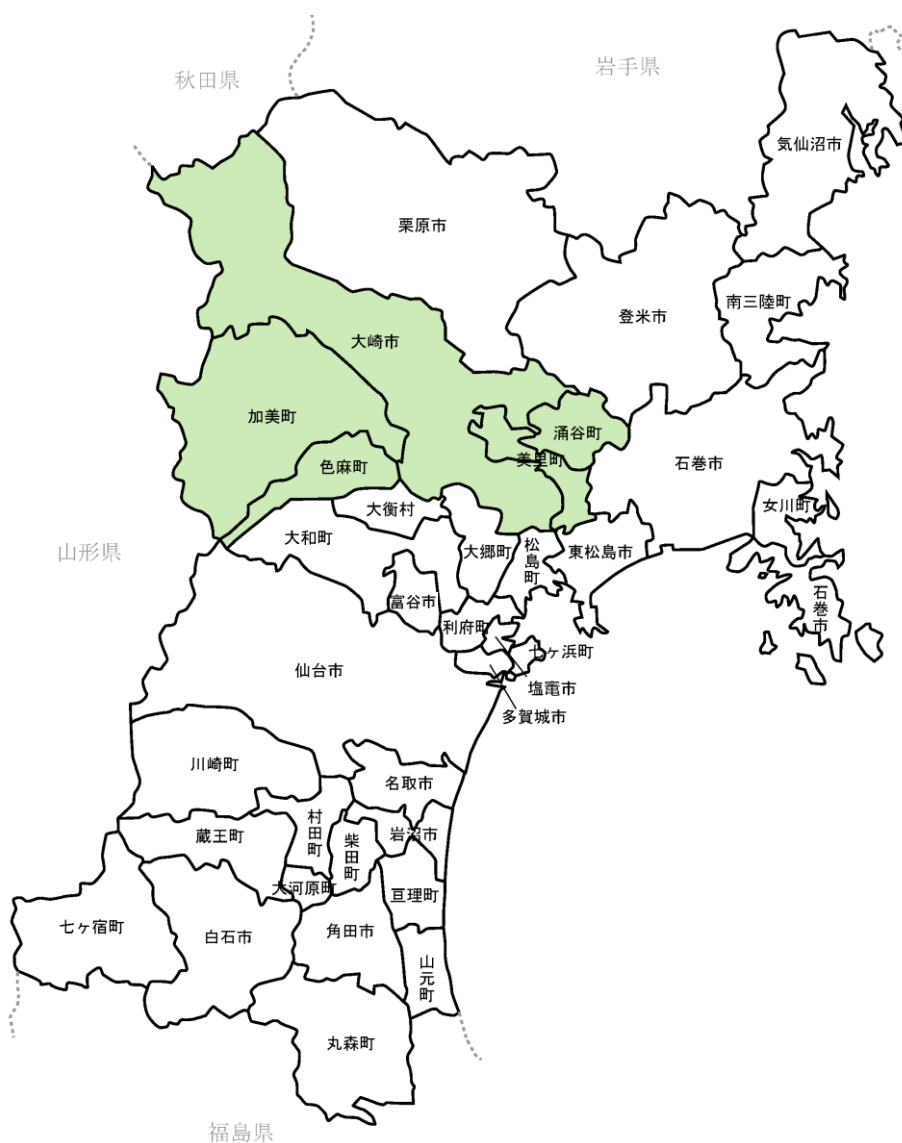 秋田県
岩手県
気仙沼市
栗原市
南三陸町
登米市
大崎市
加美町
涌谷町
美里町
石巻市
色麻町
女川町
大衡村
大和町
大郷町
松島町
東松島市
山形県
富谷市
石巻市
利府町
七ヶ浜町
仙台市
塩竈市
多賀城市
川崎町
名取市
村田町
柴田町
岩沼市
蔵王町
大河原町
亘理町
七ヶ宿町
白石市
角田市
山元町
丸森町
福島県